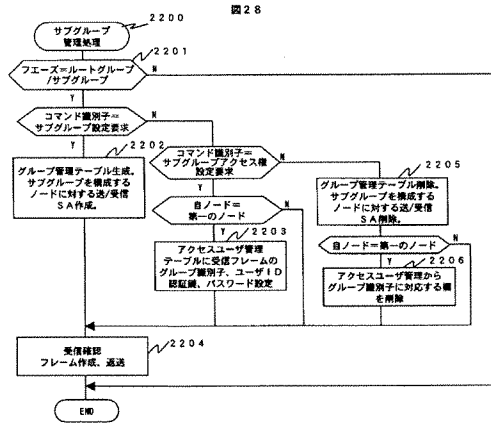 図28
サブグループ
管理処理
2200
2201
フエーズ＝ルートグループ
/サブグループ
N
Y
コマンド識別子＝
サブグループ設定要求
N
Y
2202
グループ管理テーブル生成。
サブグループを構成する
ノードに対する送/受信
SA作成。
コマンド識別子＝
サブグループアクセス権
設定要求
N
Y
自ノード＝
第一のノード
N
Y
2203
アクセスユーザ管理
テーブルに受信フレームの
グループ識別子、ユーザID
認証鍵、パスワード設定
2205
グループ管理テーブル削除。
サブグループを構成する
ノードに対する送/受信
SA削除。
自ノード＝第一のノード
N
Y
2206
アクセスユーザ管理から
グループ識別子に対応する欄
を削除
2204
受信確認
フレーム作成、返送
END